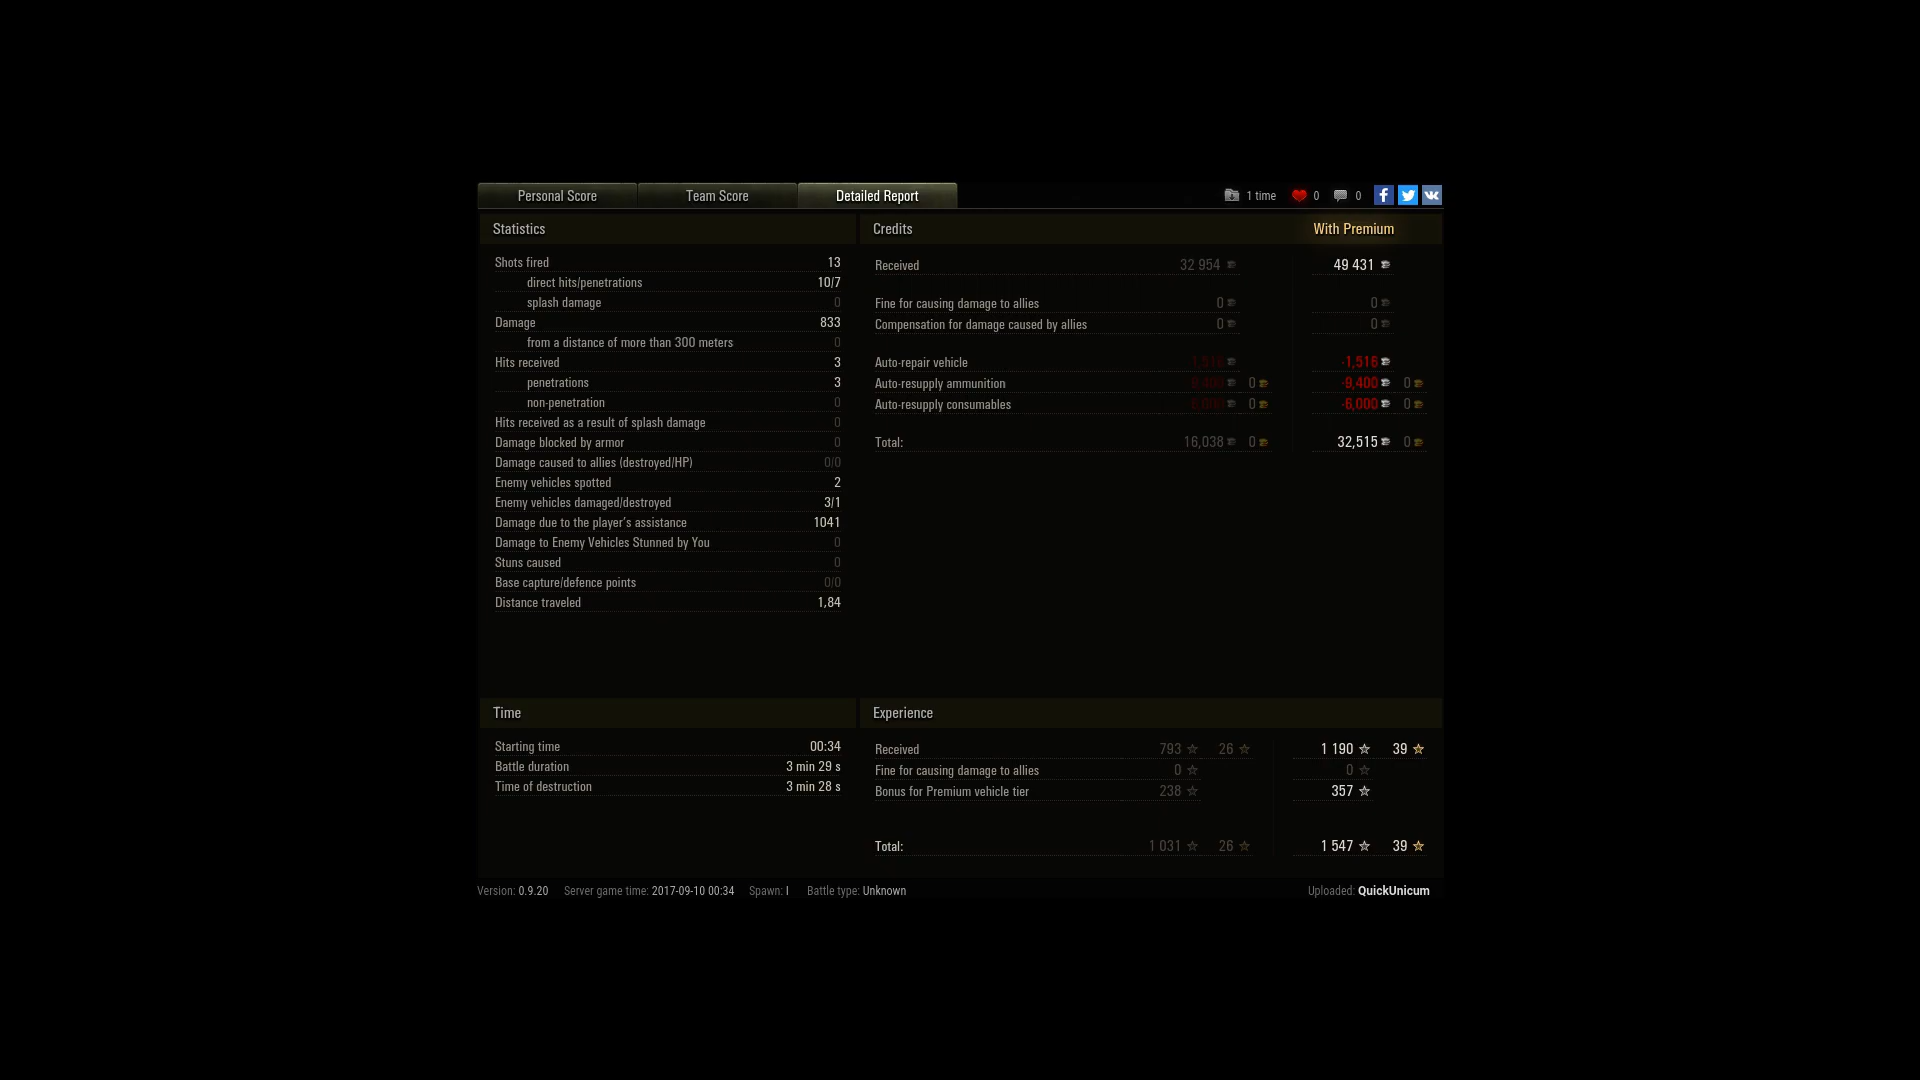 Personal Score Team Score Detailed Report 1 time 0 0
Statistics
Shots fired 13
direct hits/penetrations 10/7
splash damage 0
Damage 833
from a distance of more than 300 meters 0
Hits received 3
penetrations 3
non-penetration 0
Hits received as a result of splash damage 0
Damage blocked by armor 0
Damage caused to allies (destroyed/HP) 0/0
Enemy vehicles spotted 2
Enemy vehicles damaged/destroyed 3/1
Damage due to the player's assistance 1041
Damage to Enemy Vehicles Stunned by You 0
Stuns caused 0
Base capture/defence points 0/0
Distance traveled 1,84
Credits With Premium
Received 32 954 49 431
Fine for causing damage to allies 0 0
Compensation for damage caused by allies 0 0
Auto-repair vehicle -1,516
Auto-resupply ammunition 0 -9,400 0
Auto-resupply consumables 0 -6,000 0
Total: 16,038 0 32,515 0
Time
Starting time 00:34
Battle duration 3 min 29 s
Time of destruction 3 min 28 s
Experience
Received 793 26 1 190 39
Fine for causing damage to allies 0 0
Bonus for Premium vehicle tier 238 357
Total: 1 031 26 1 547 39
Version: 0.9.20 Server game time: 2017-09-10 00:34 Spawn: I Battle type: Unknown Uploaded: QuickUnicum